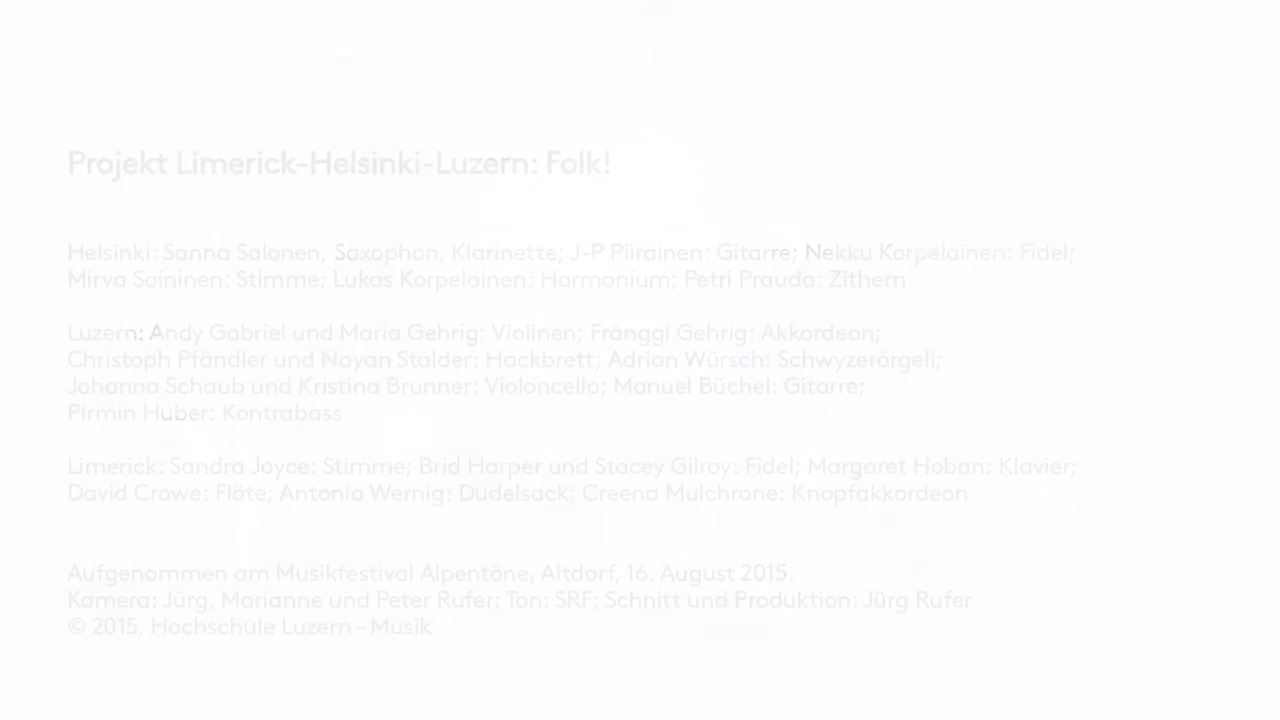 Projekt Limerick-Helsinki-Luzern: Folk!
Helsinki: Sanna Salonen, Saxophon, Klarinette; J-P Piirainen: Gitarre; Nekku Korpelainen: Fidel;
Mirva Soininen: Stimme; Lukas Korpelainen: Harmonium; Petri Prauda: Zithern
Luzern: Andy Gabriel und Maria Gehrig: Violinen; Fränggi Gehrig: Akkordeon;
Christoph Pfändler und Nayan Stalder: Hackbrett; Adrian Würsch: Schwyzerörgeli;
Johanna Schaub und Kristina Brunner: Violoncello; Manuel Büchel: Gitarre;
Pirmin Huber: Kontrabass
Limerick: Sandra Joyce: Stimme; Brid Harper und Stacey Gilroy: Fidel; Margaret Hoban: Klavier;
David Crowe: Flöte; Antonia Wernig: Dudelsack; Creena Mulchrone: Knopfakkordeon
Aufgenommen am Musikfestival Alpentöne, Altdorf, 16. August 2015.
Kamera: Jürg, Marianne und Peter Rufer; Ton: SRF; Schnitt und Produktion: Jürg Rufer
© 2015, Hochschule Luzern – Musik